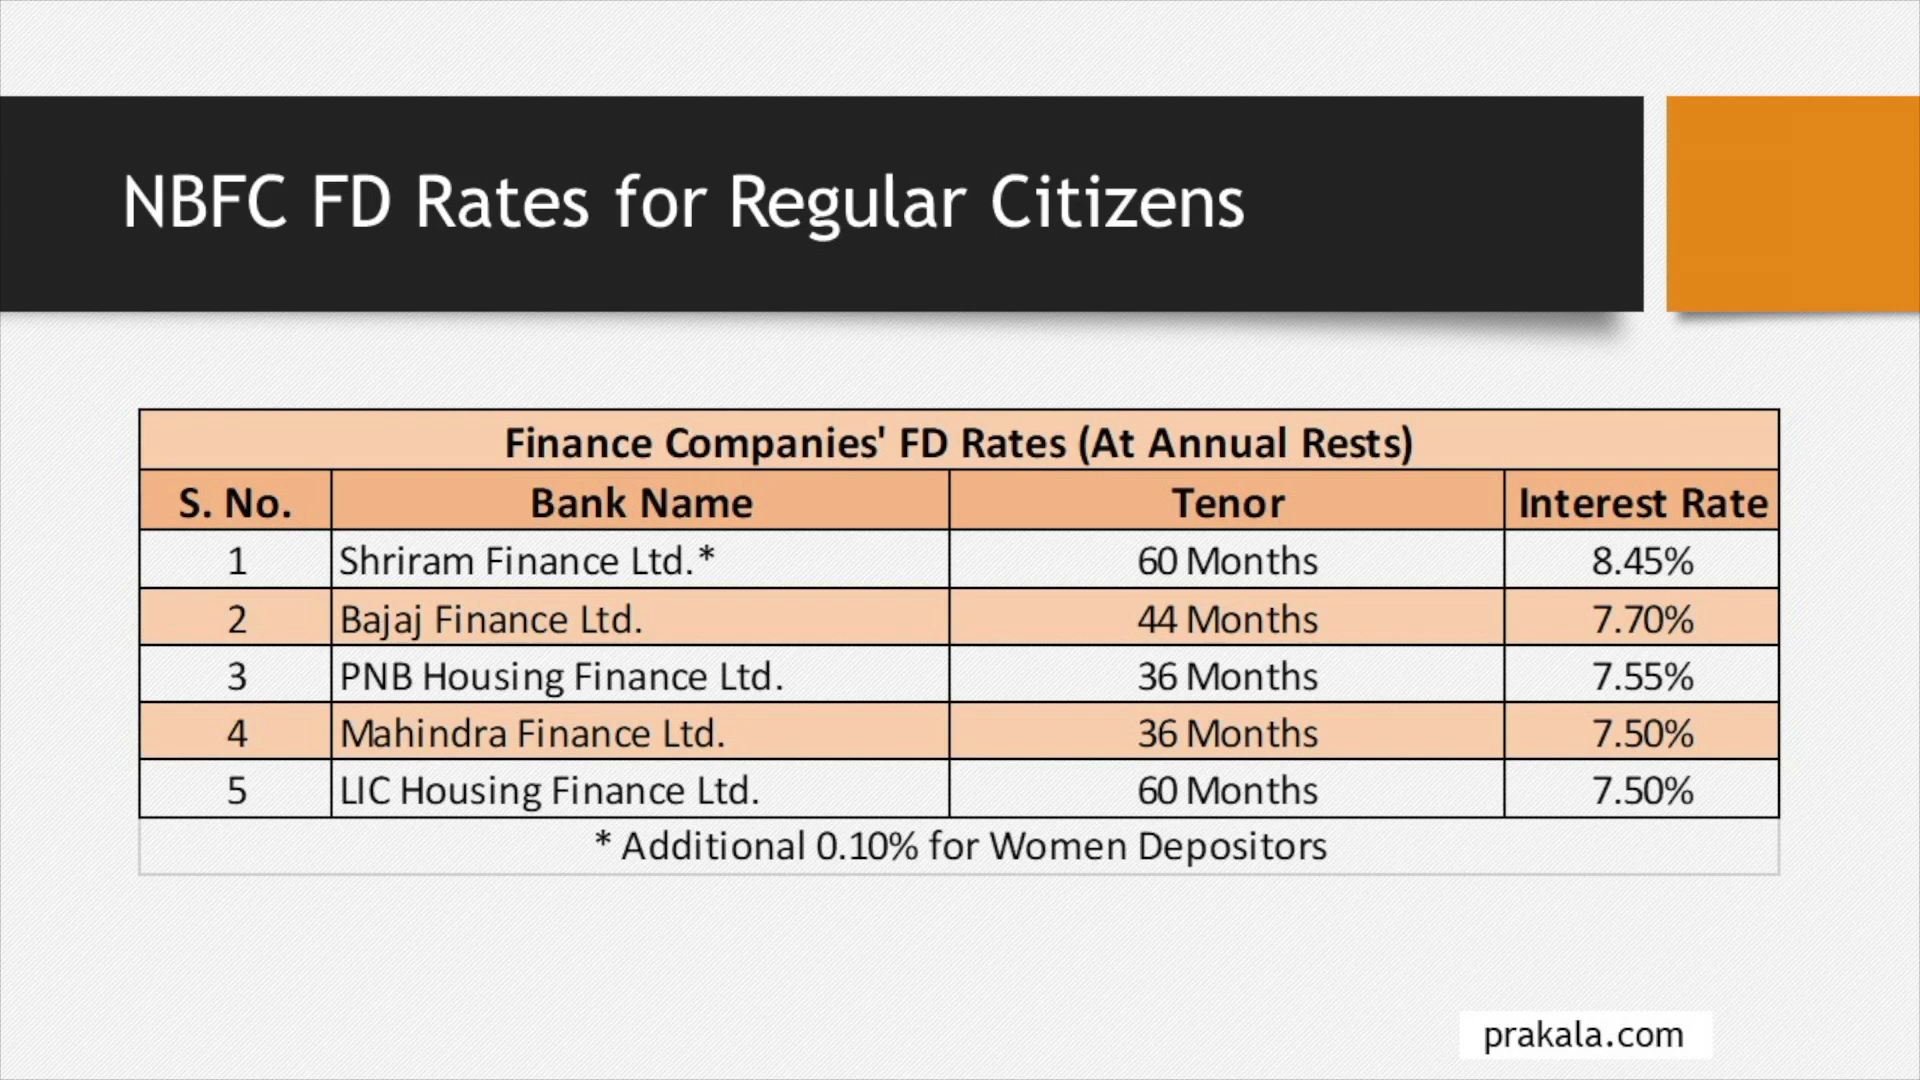 NBFC FD Rates for Regular Citizens
Finance Companies' FD Rates (At Annual Rests)
S. No. Bank Name Tenor Interest Rate
1 Shriram Finance Ltd.* 60 Months 8.45%
2 Bajaj Finance Ltd. 44 Months 7.70%
3 PNB Housing Finance Ltd. 36 Months 7.55%
4 Mahindra Finance Ltd. 36 Months 7.50%
5 LIC Housing Finance Ltd. 60 Months 7.50%
* Additional 0.10% for Women Depositors
prakala.com